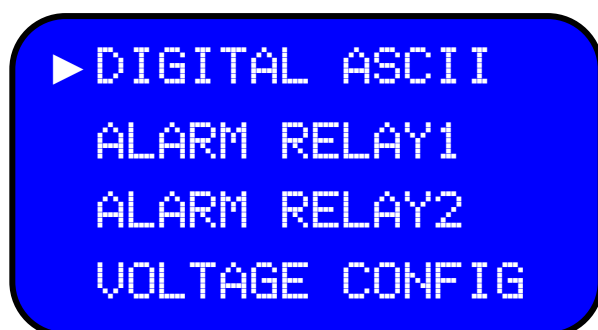 ►DIGITAL ASCII
ALARM RELAY1
ALARM RELAY2
VOLTAGE CONFIG